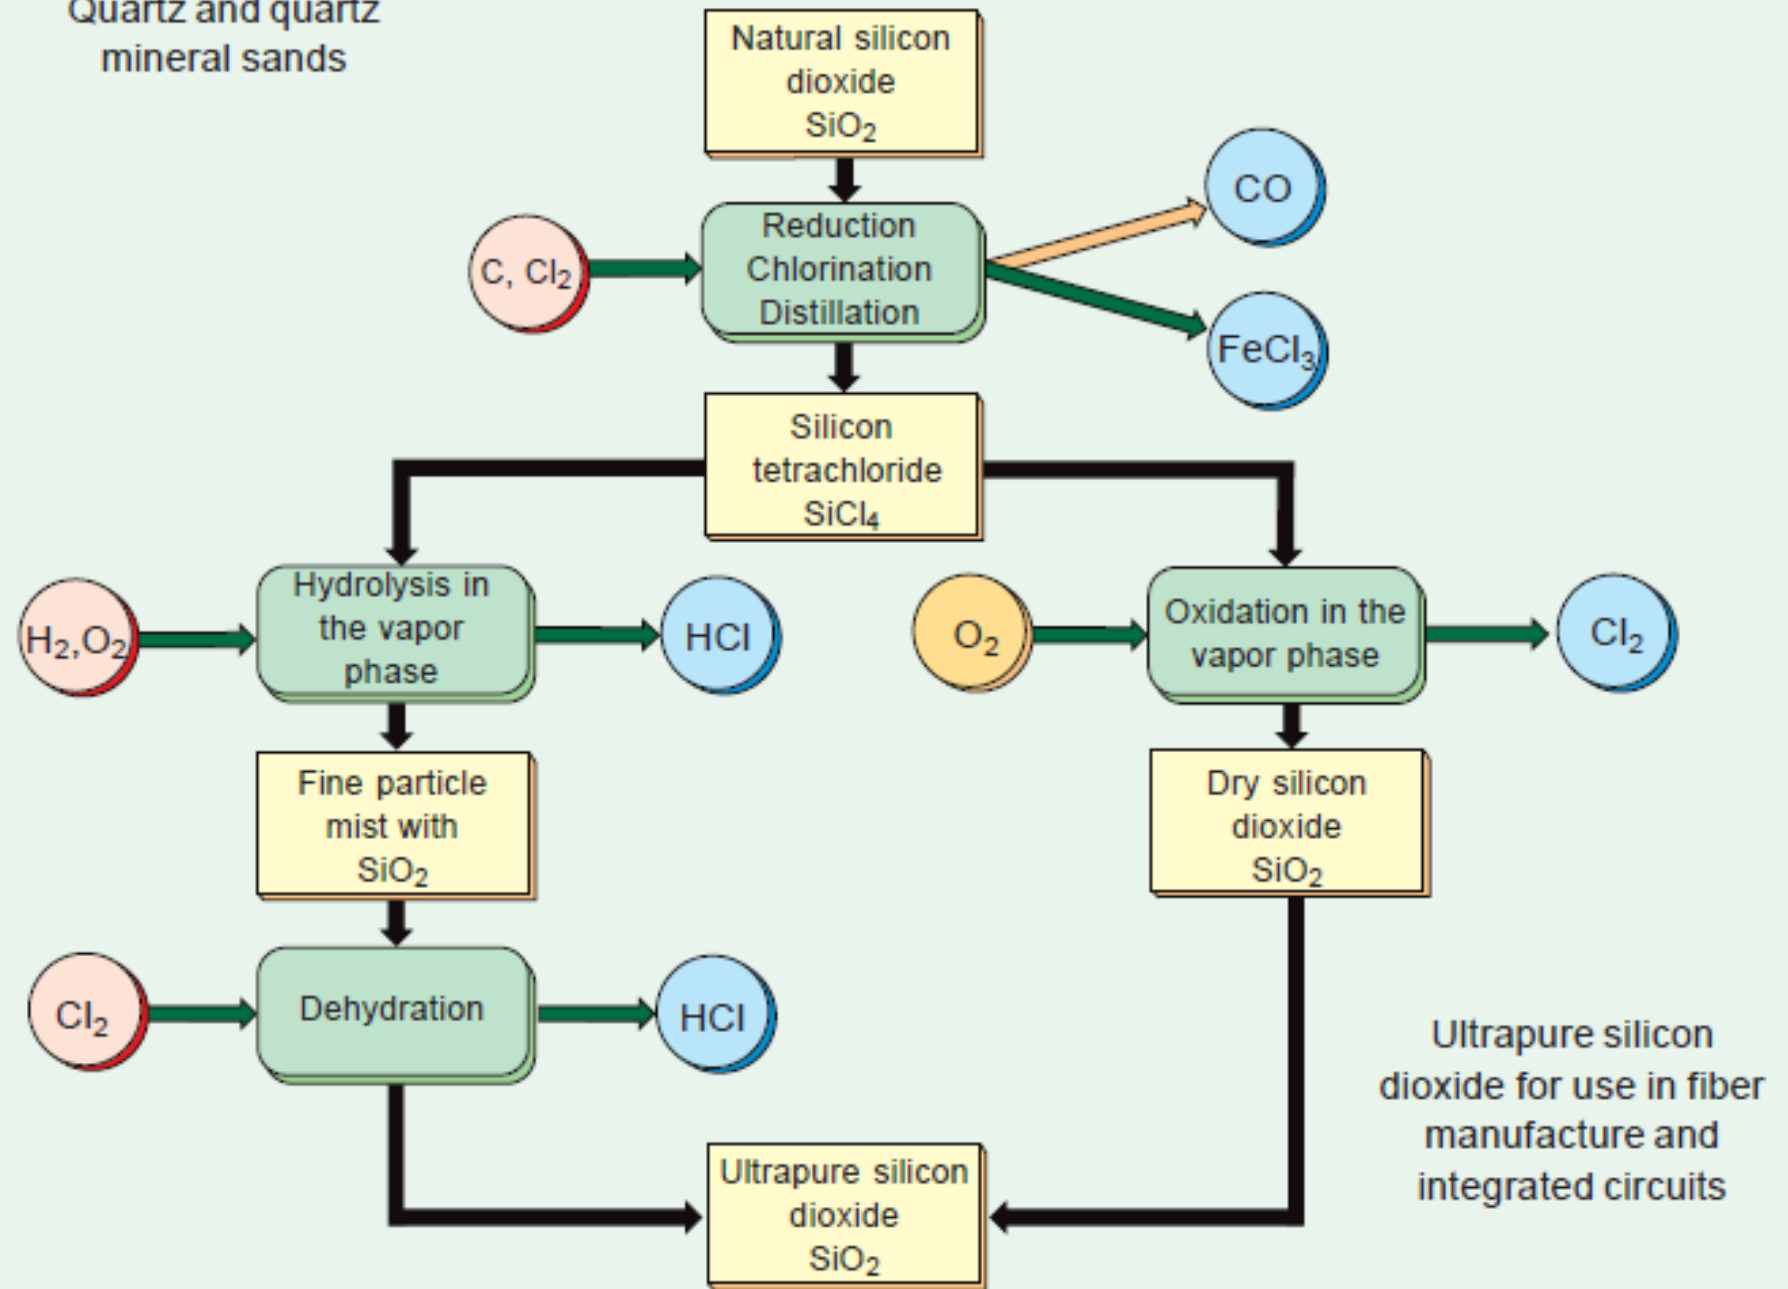 Quartz and quartz
mineral sands
Natural silicon
dioxide
SiO₂
CO
C, Cl₂
Reduction
Chlorination
Distillation
FeCl₃
Silicon
tetrachloride
SiCl₄
H₂,O₂
Hydrolysis in
the vapor
phase
HCl
O₂
Oxidation in the
vapor phase
Cl₂
Fine particle
mist with
SiO₂
Dry silicon
dioxide
SiO₂
Cl₂
Dehydration
HCl
Ultrapure silicon
dioxide for use in fiber
manufacture and
integrated circuits
Ultrapure silicon
dioxide
SiO₂